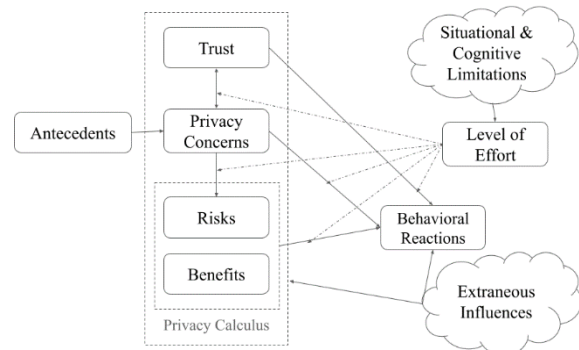 Trust
Situational &
Cognitive
Limitations
Antecedents
Privacy
Concerns
Level of
Effort
Risks
Behavioral
Reactions
Benefits
Extraneous
Influences
Privacy Calculus